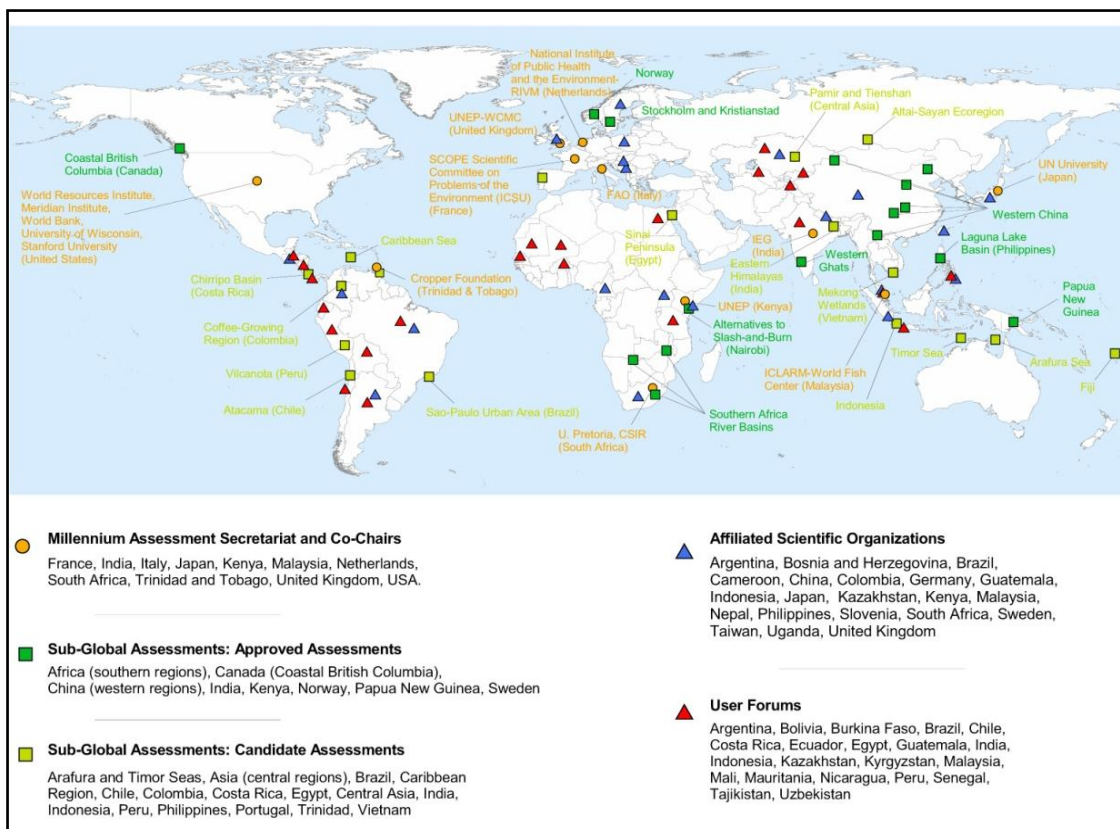 National Institute
of Public Health
and the Environment-
RIVM (Netherlands)
Norway
Stockholm and Kristianstad
UNEP-WCMC
(United Kingdom)
SCOPE Scientific
Committee on
Problems of the
Environment (ICSU)
(France)
FAO (Italy)
Pamir and Tienshan
(Central Asia)
Altai-Sayan Ecoregion
UN University
(Japan)
Coastal British
Columbia (Canada)
World Resources Institute,
Meridian Institute,
World Bank,
University of Wisconsin,
Stanford University
(United States)
Western China
Laguna Lake
Basin (Philippines)
Caribbean Sea
Sinai
Peninsula
(Egypt)
IEG
(India)
Eastern
Himalayas
(India)
Western
Ghats
Chirripo Basin
(Costa Rica)
Cropper Foundation
(Trinidad & Tobago)
UNEP (Kenya)
Mekong
Wetlands
(Vietnam)
Papua
New
Guinea
Coffee-Growing
Region (Colombia)
Alternatives to
Slash-and-Burn
(Nairobi)
Timor Sea
Arafura Sea
Vilcanota (Peru)
ICLARM-World Fish
Center (Malaysia)
Fiji
Atacama (Chile)
Sao-Paulo Urban Area (Brazil)
Indonesia
Southern Africa
River Basins
U. Pretoria, CSIR
(South Africa)
Millennium Assessment Secretariat and Co-Chairs
France, India, Italy, Japan, Kenya, Malaysia, Netherlands,
South Africa, Trinidad and Tobago, United Kingdom, USA.
Sub-Global Assessments: Approved Assessments
Africa (southern regions), Canada (Coastal British Columbia),
China (western regions), India, Kenya, Norway, Papua New Guinea, Sweden
Sub-Global Assessments: Candidate Assessments
Arafura and Timor Seas, Asia (central regions), Brazil, Caribbean
Region, Chile, Colombia, Costa Rica, Egypt, Central Asia, India,
Indonesia, Peru, Philippines, Portugal, Trinidad, Vietnam
Affiliated Scientific Organizations
Argentina, Bosnia and Herzegovina, Brazil,
Cameroon, China, Colombia, Germany, Guatemala,
Indonesia, Japan, Kazakhstan, Kenya, Malaysia,
Nepal, Philippines, Slovenia, South Africa, Sweden,
Taiwan, Uganda, United Kingdom
User Forums
Argentina, Bolivia, Burkina Faso, Brazil, Chile,
Costa Rica, Ecuador, Egypt, Guatemala, India,
Indonesia, Kazakhstan, Kyrgyzstan, Malaysia,
Mali, Mauritania, Nicaragua, Peru, Senegal,
Tajikistan, Uzbekistan